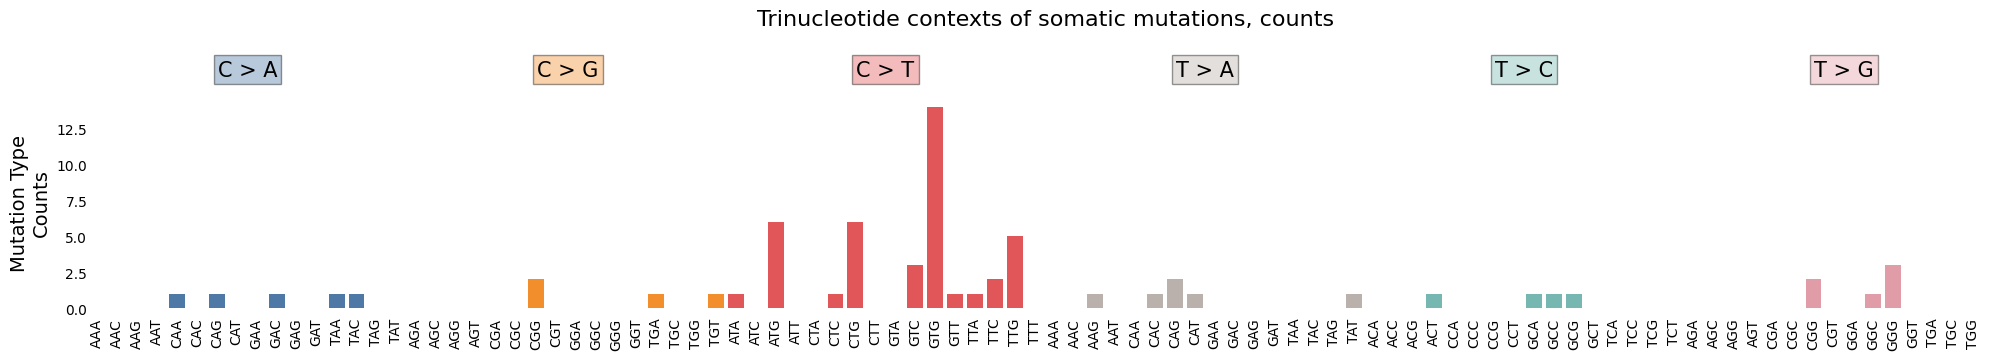 Trinucleotide contexts of somatic mutations, counts
C > A C > G C > T T > A T > C T > G
Mutation Type
Counts
12.5
10.0
7.5
5.0
2.5
0.0
AAA AAC AAG AAT CAA CAC CAG CAT GAA GAC GAG GAT TAA TAC TAG TAT AGA AGC AGG AGT CGA CGC CGG CGT GGA GGC GGG GGT TGA TGC TGG TGT ATA ATC ATG ATT CTA CTC CTG CTT GTA GTC GTG GTT TTA TTC TTG TTT AAA AAC AAG AAT CAA CAC CAG CAT GAA GAC GAG GAT TAA TAC TAG TAT ACA ACC ACG ACT CCA CCC CCG CCT GCA GCC GCG GCT TCA TCC TCG TCT AGA AGC AGG AGT CGA CGC CGG CGT GGA GGC GGG GGT TGA TGC TGG